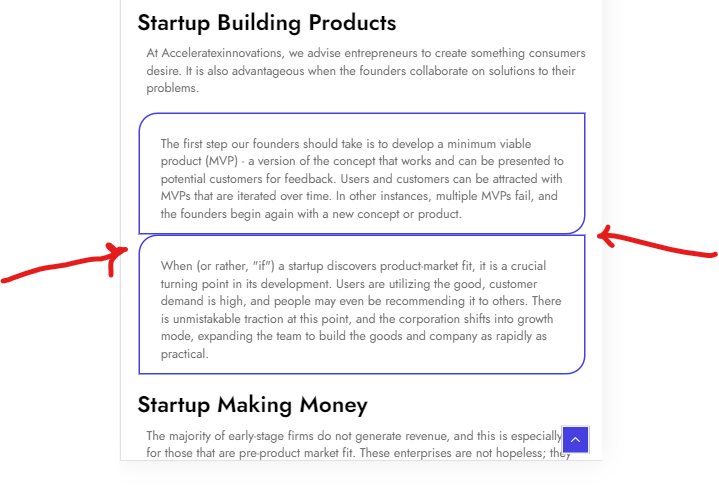 Startup Building Products
At Acceleratexinnovations, we advise entrepreneurs to create something consumers
desire. It is also advantageous when the founders collaborate on solutions to their
problems.
The first step our founders should take is to develop a minimum viable
product (MVP) - a version of the concept that works and can be presented to
potential customers for feedback. Users and customers can be attracted with
MVPs that are iterated over time. In other instances, multiple MVPs fail, and
the founders begin again with a new concept or product.
When (or rather, "if") a startup discovers product-market fit, it is a crucial
turning point in its development. Users are utilizing the good, customer
demand is high, and people may even be recommending it to others. There
is unmistakable traction at this point, and the corporation shifts into growth
mode, expanding the team to build the goods and company as rapidly as
practical.
Startup Making Money
The majority of early-stage firms do not generate revenue, and this is especially
for those that are pre-product market fit. These enterprises are not hopeless; they